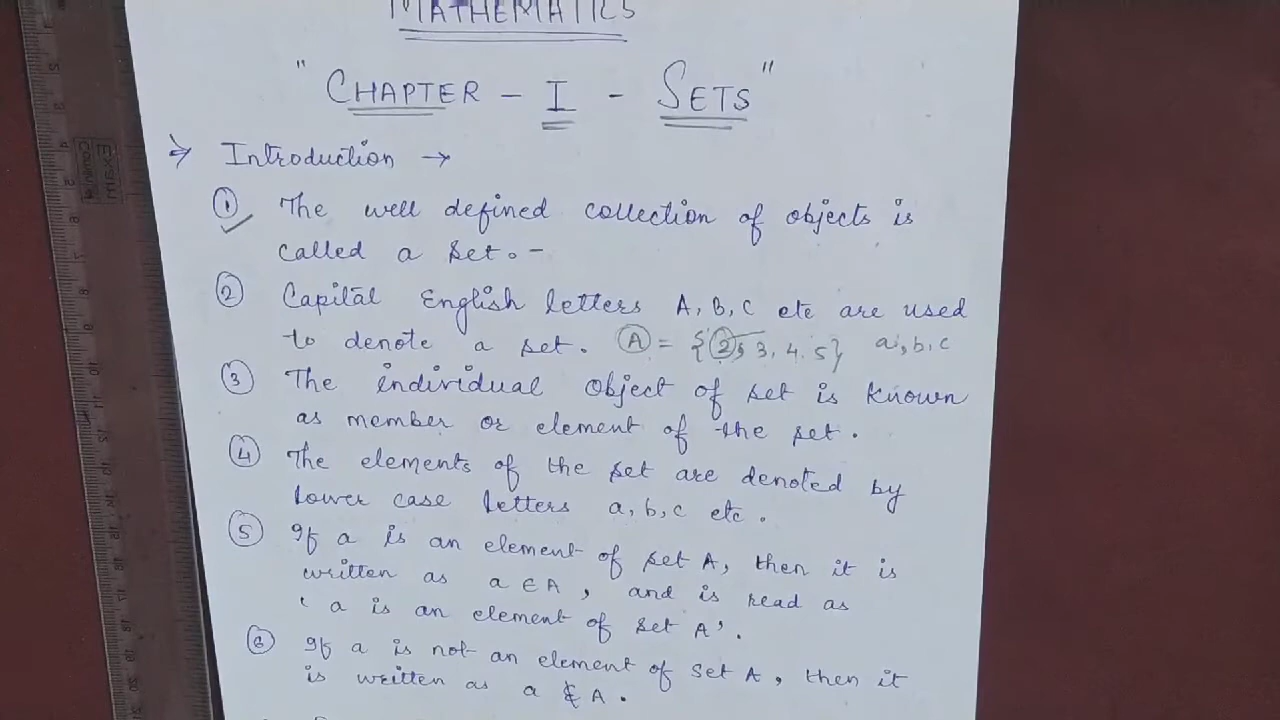 MATHEMATICS
"CHAPTER - I - SETS"
⇒ Introduction →
① The well defined collection of objects is
called a set. -
② Capital English letters A, B, C etc are used
to denote a set. A = {2, 3, 4. 5} a, b, c
③ The individual object of set is known
as member or element of the set.
④ The elements of the set are denoted by
lower case letters a, b, c etc.
⑤ If a is an element of set A, then it is
written as a ∈ A, and is read as
'a is an element of set A'.
⑥ If a is not an element of set A, then it
is written as a ∉ A.